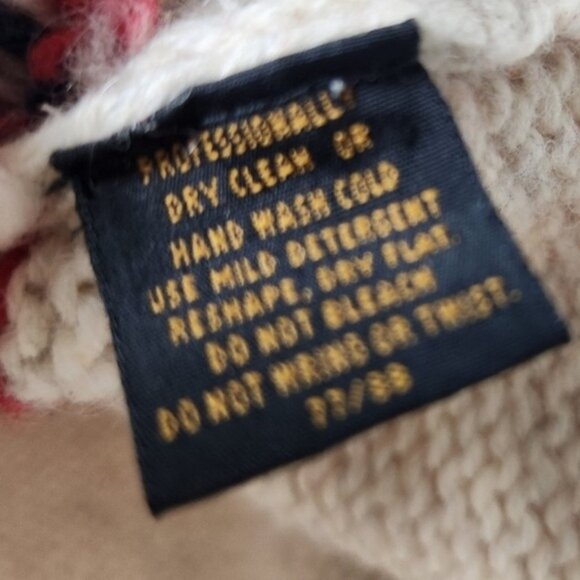 PROFESSIONALLY
DRY CLEAN OR
HAND WASH COLD
USE MILD DETERGENT
RESHAPE, DRY FLAT.
DO NOT BLEACH
DO NOT WRING OR TWIST.